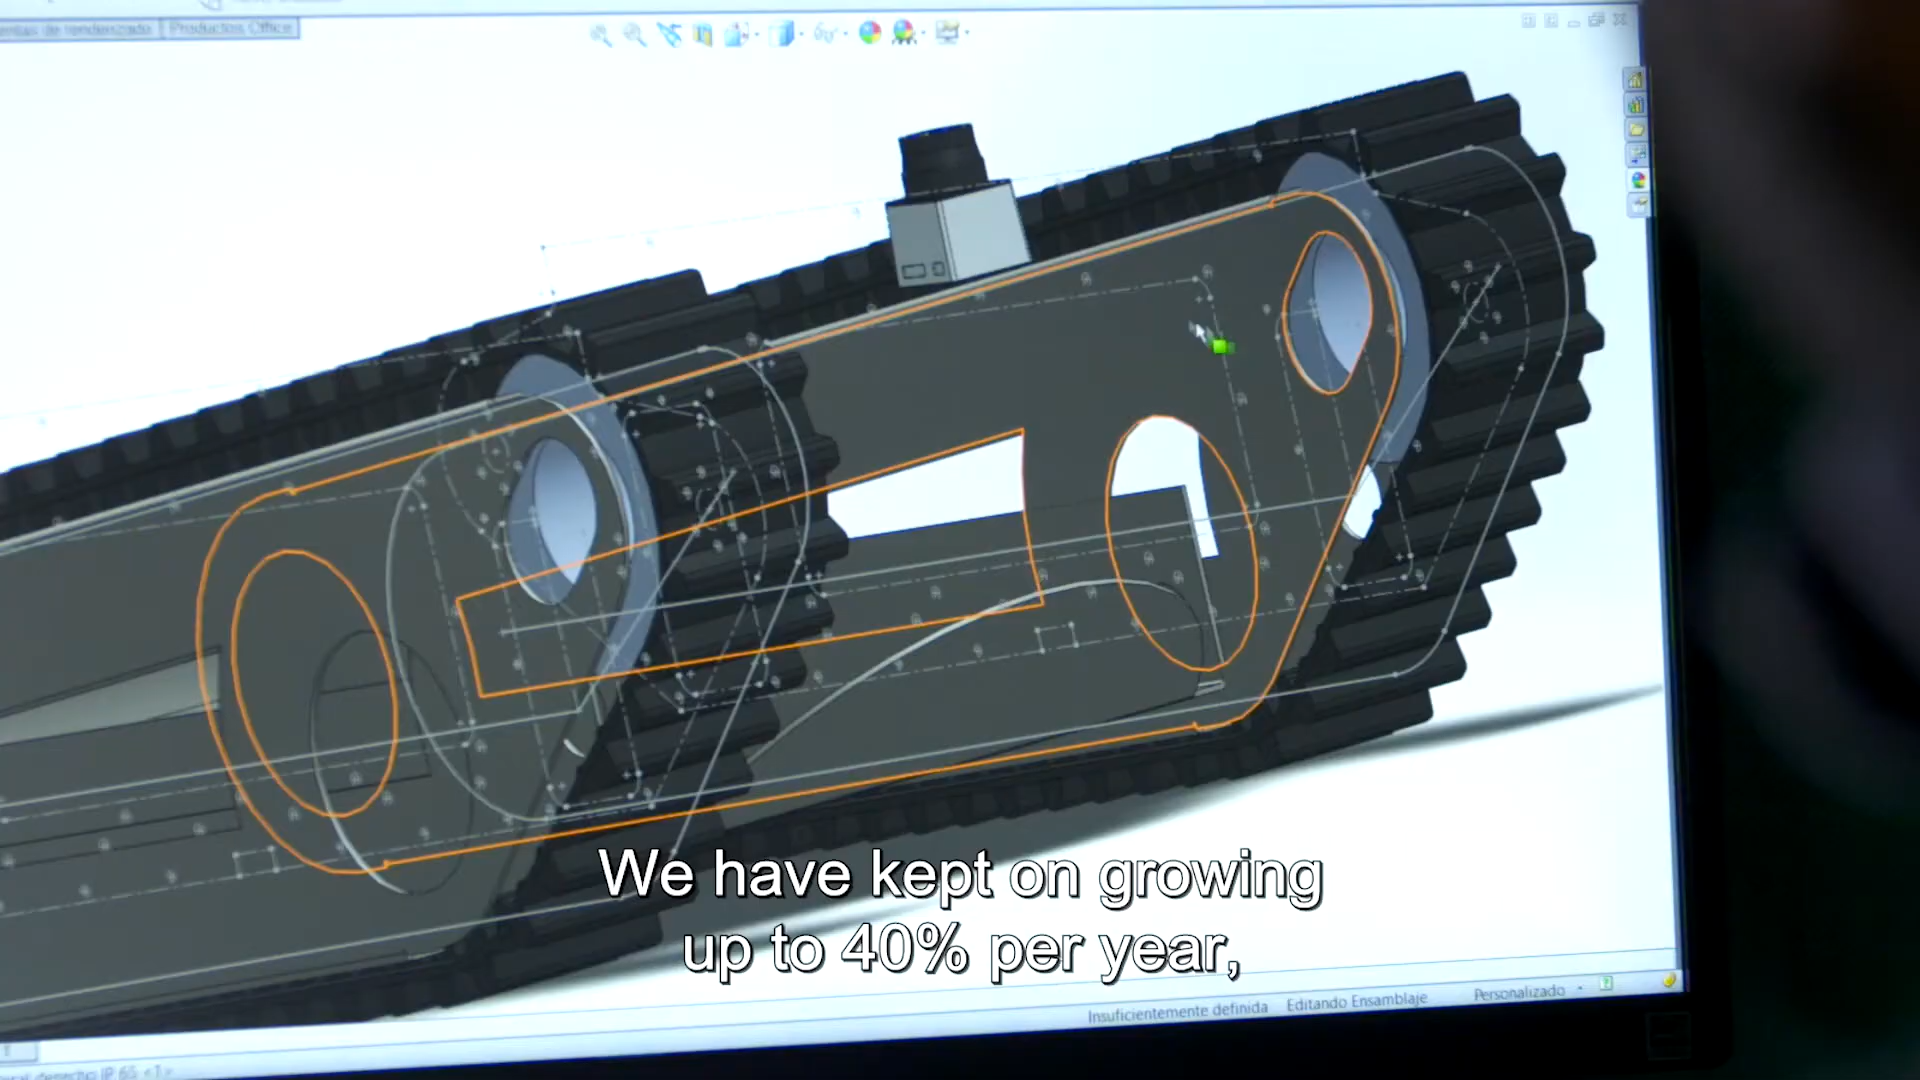 Productos Office
We have kept on growing
up to 40% per year,
Insuficientemente definida
Editando Ensamblaje
Personalizado